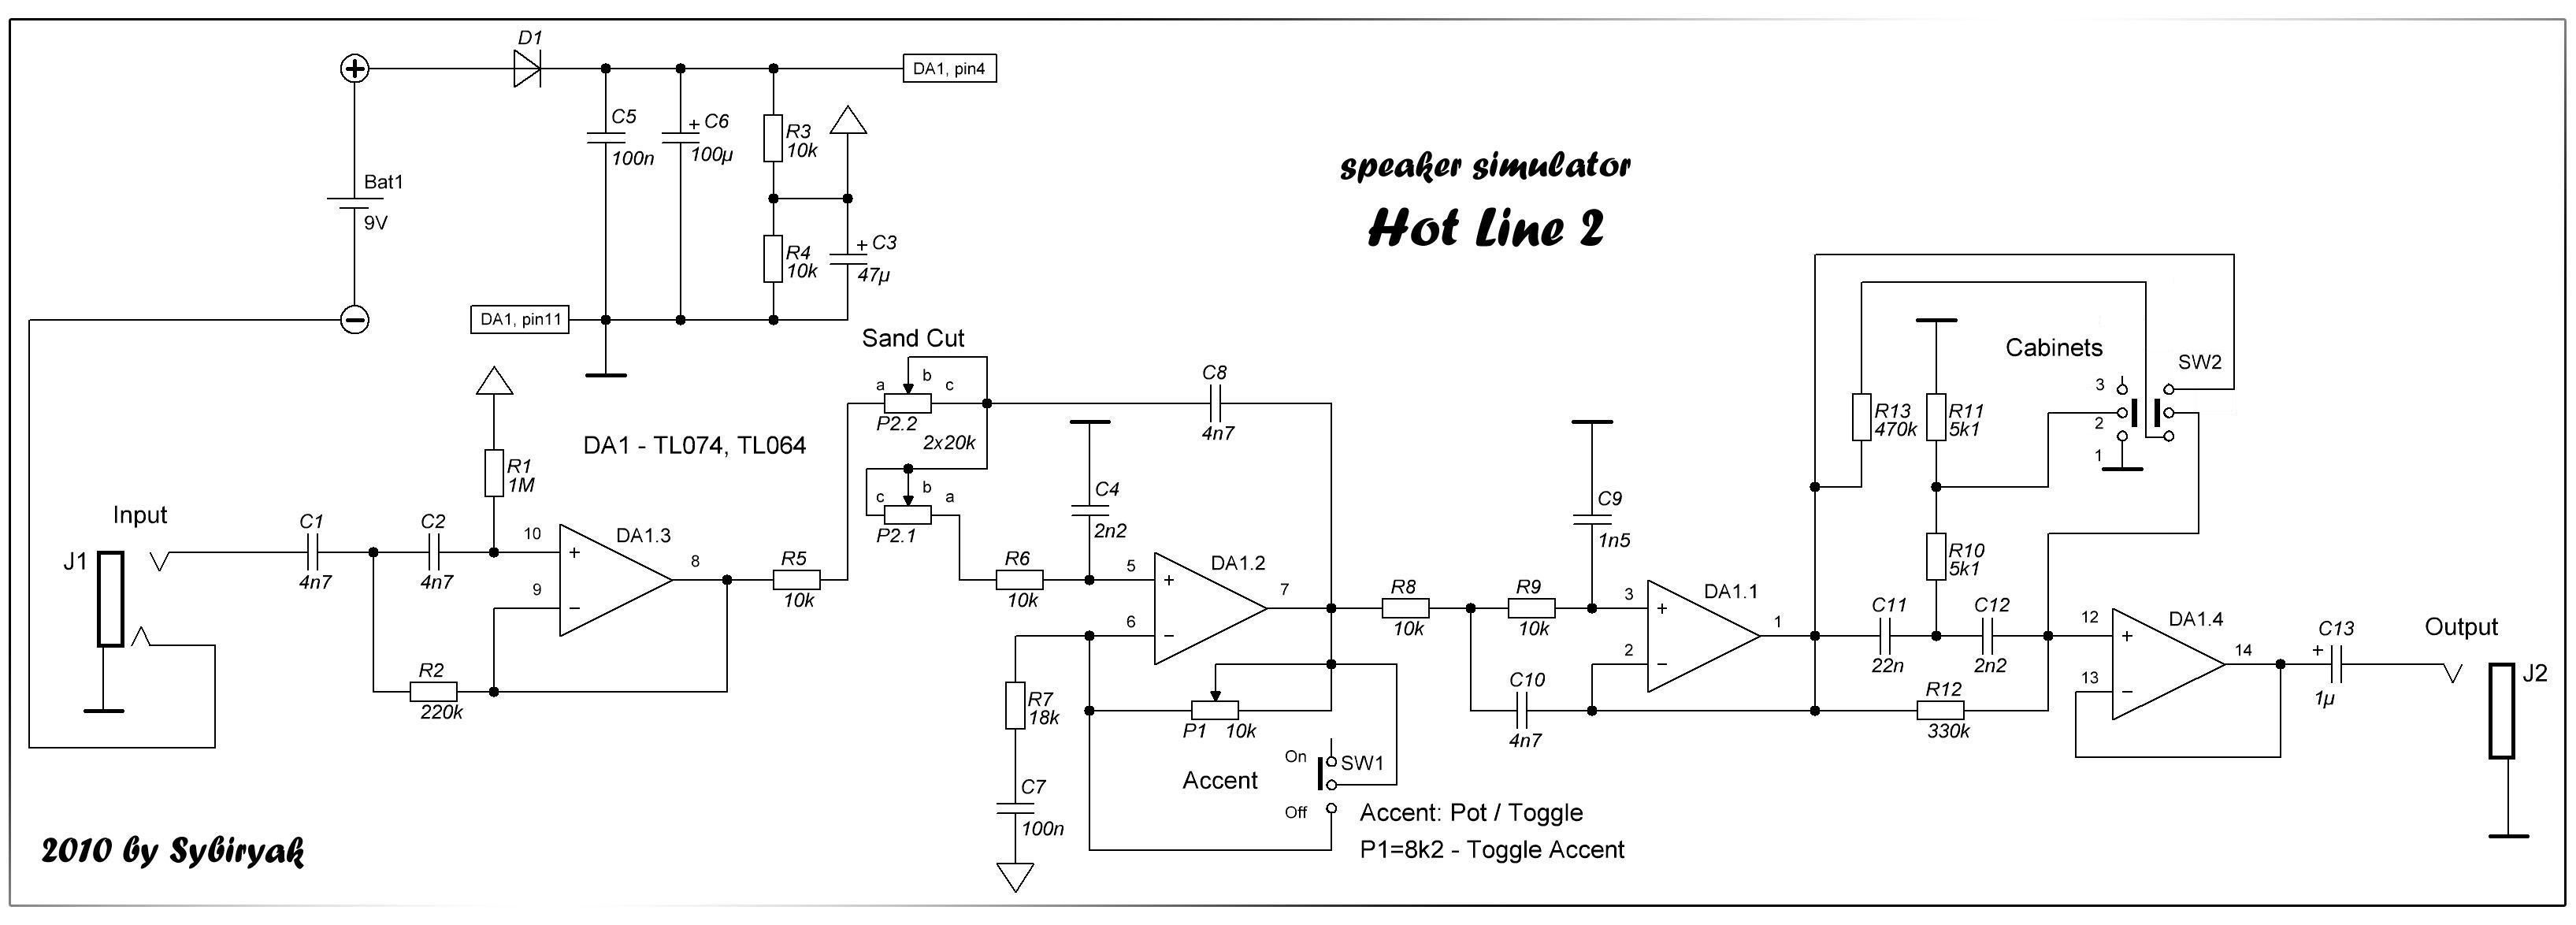 D1
DA1, pin4
C5
100n
+ C6
100µ
R3
10k
Bat1
9V
R4
10k
+ C3
47µ
DA1, pin11
speaker simulator
Hot Line 2
Sand Cut
a
b
c
P2.2
2x20k
c
b
a
P2.1
C8
4n7
DA1 - TL074, TL064
R1
1M
Input
J1
C1
4n7
C2
4n7
10
9
+
−
DA1.3
8
R2
220k
R5
10k
R6
10k
C4
2n2
5
6
+
−
DA1.2
7
R7
18k
C7
100n
P1
10k
Accent
On
Off
SW1
Accent: Pot / Toggle
P1=8k2 - Toggle Accent
R8
10k
R9
10k
C9
1n5
C10
4n7
3
2
+
−
DA1.1
1
R13
470k
R11
5k1
Cabinets
SW2
3
2
1
R10
5k1
C11
22n
C12
2n2
R12
330k
12
13
+
−
DA1.4
14
+ C13
1µ
Output
J2
2010 by Sybiryak